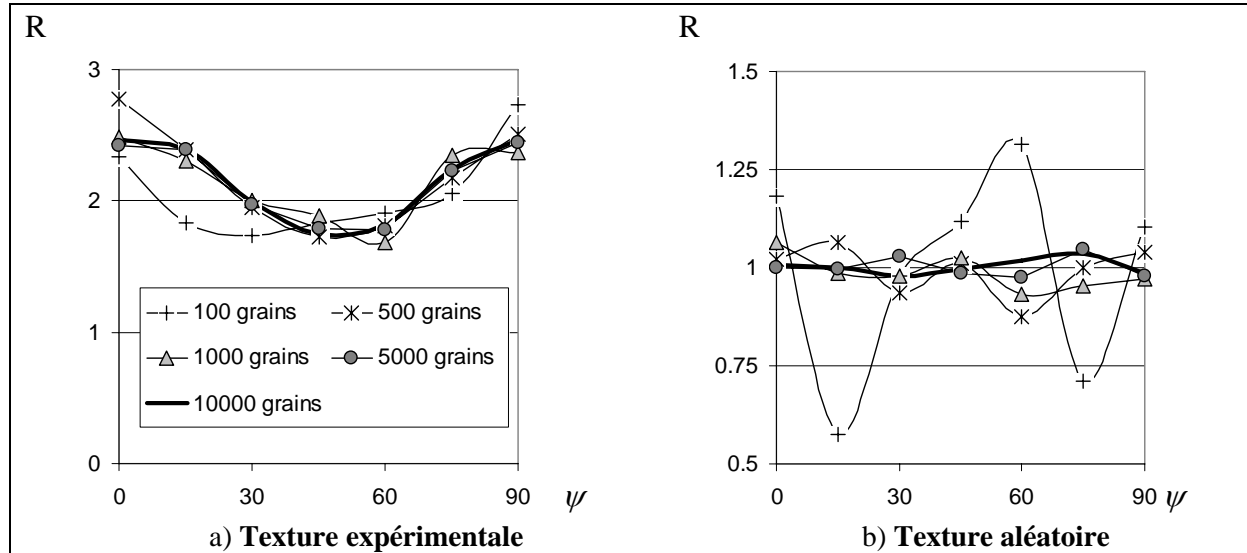 R
3
2
1
0
0 30 60 90 ψ
100 grains
500 grains
1000 grains
5000 grains
10000 grains
a) Texture expérimentale
R
1.5
1.25
1
0.75
0.5
0 30 60 90 ψ
b) Texture aléatoire